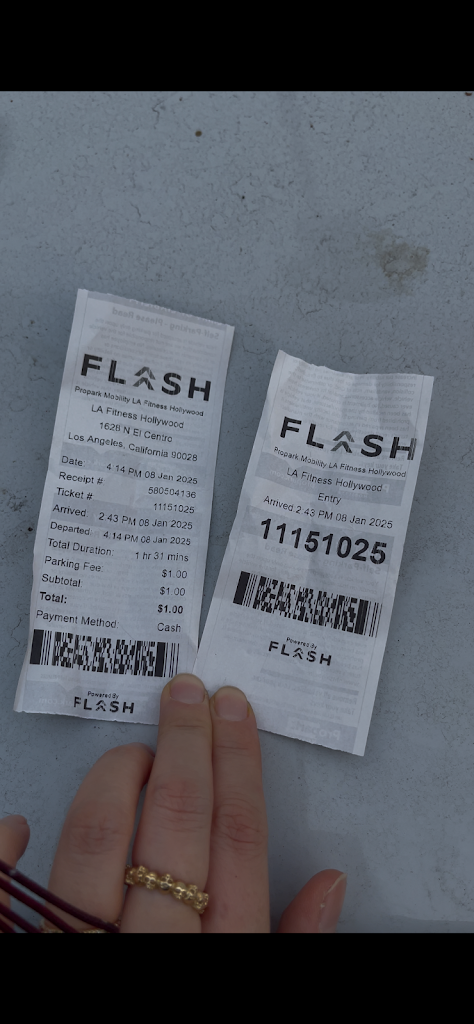 FLASH
Propark Mobility LA Fitness Hollywood
LA Fitness Hollywood
1628 N El Centro
Los Angeles, California 90028
Date: 4:14 PM 08 Jan 2025
Receipt # 580504136
Ticket # 11151025
Arrived: 2:43 PM 08 Jan 2025
Departed: 4:14 PM 08 Jan 2025
Total Duration: 1 hr 31 mins
Parking Fee: $1.00
Subtotal $1.00
Total: $1.00
Payment Method: Cash
Powered By
FLASH
FLASH
Propark Mobility LA Fitness Hollywood
LA Fitness Hollywood
Entry
Arrived 2:43 PM 08 Jan 2025
11151025
Powered By
FLASH